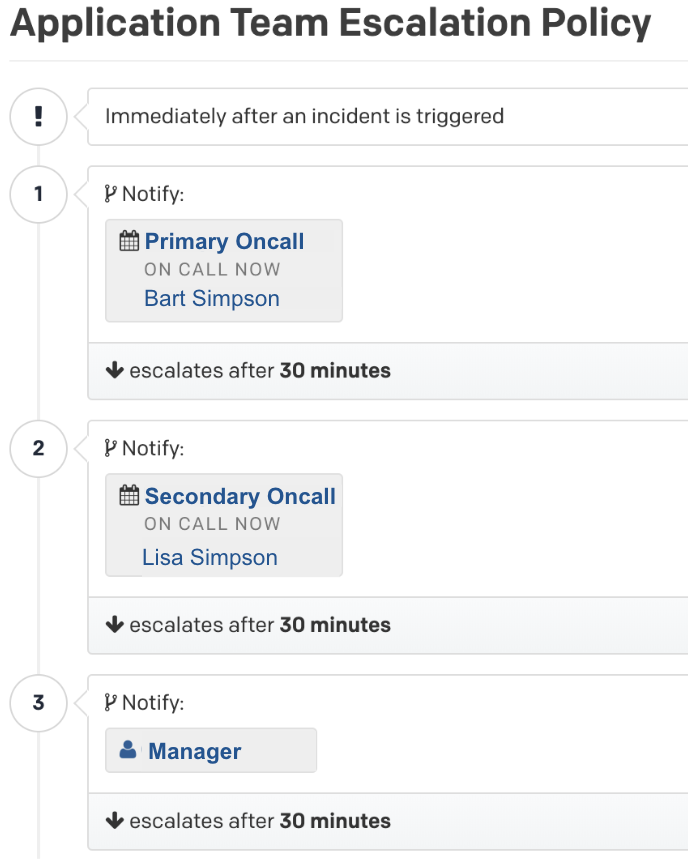 Application Team Escalation Policy
!
Immediately after an incident is triggered
1
Notify:
Primary Oncall
ON CALL NOW
Bart Simpson
escalates after 30 minutes
2
Notify:
Secondary Oncall
ON CALL NOW
Lisa Simpson
escalates after 30 minutes
3
Notify:
Manager
escalates after 30 minutes